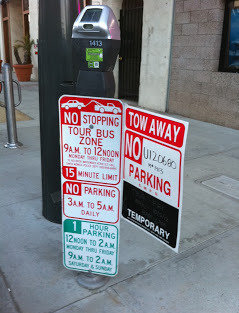 1413
NO STOPPING
TOUR BUS
ZONE
9 A.M. TO 12 NOON
MONDAY THRU FRIDAY
15 MINUTE LIMIT
NO PARKING
3 A.M. TO 5 A.M.
DAILY
1 HOUR
PARKING
12 NOON TO 2 A.M.
MONDAY THRU FRIDAY
9 A.M. TO 2 A.M.
SATURDAY & SUNDAY
TOW AWAY
NO
PARKING
TEMPORARY